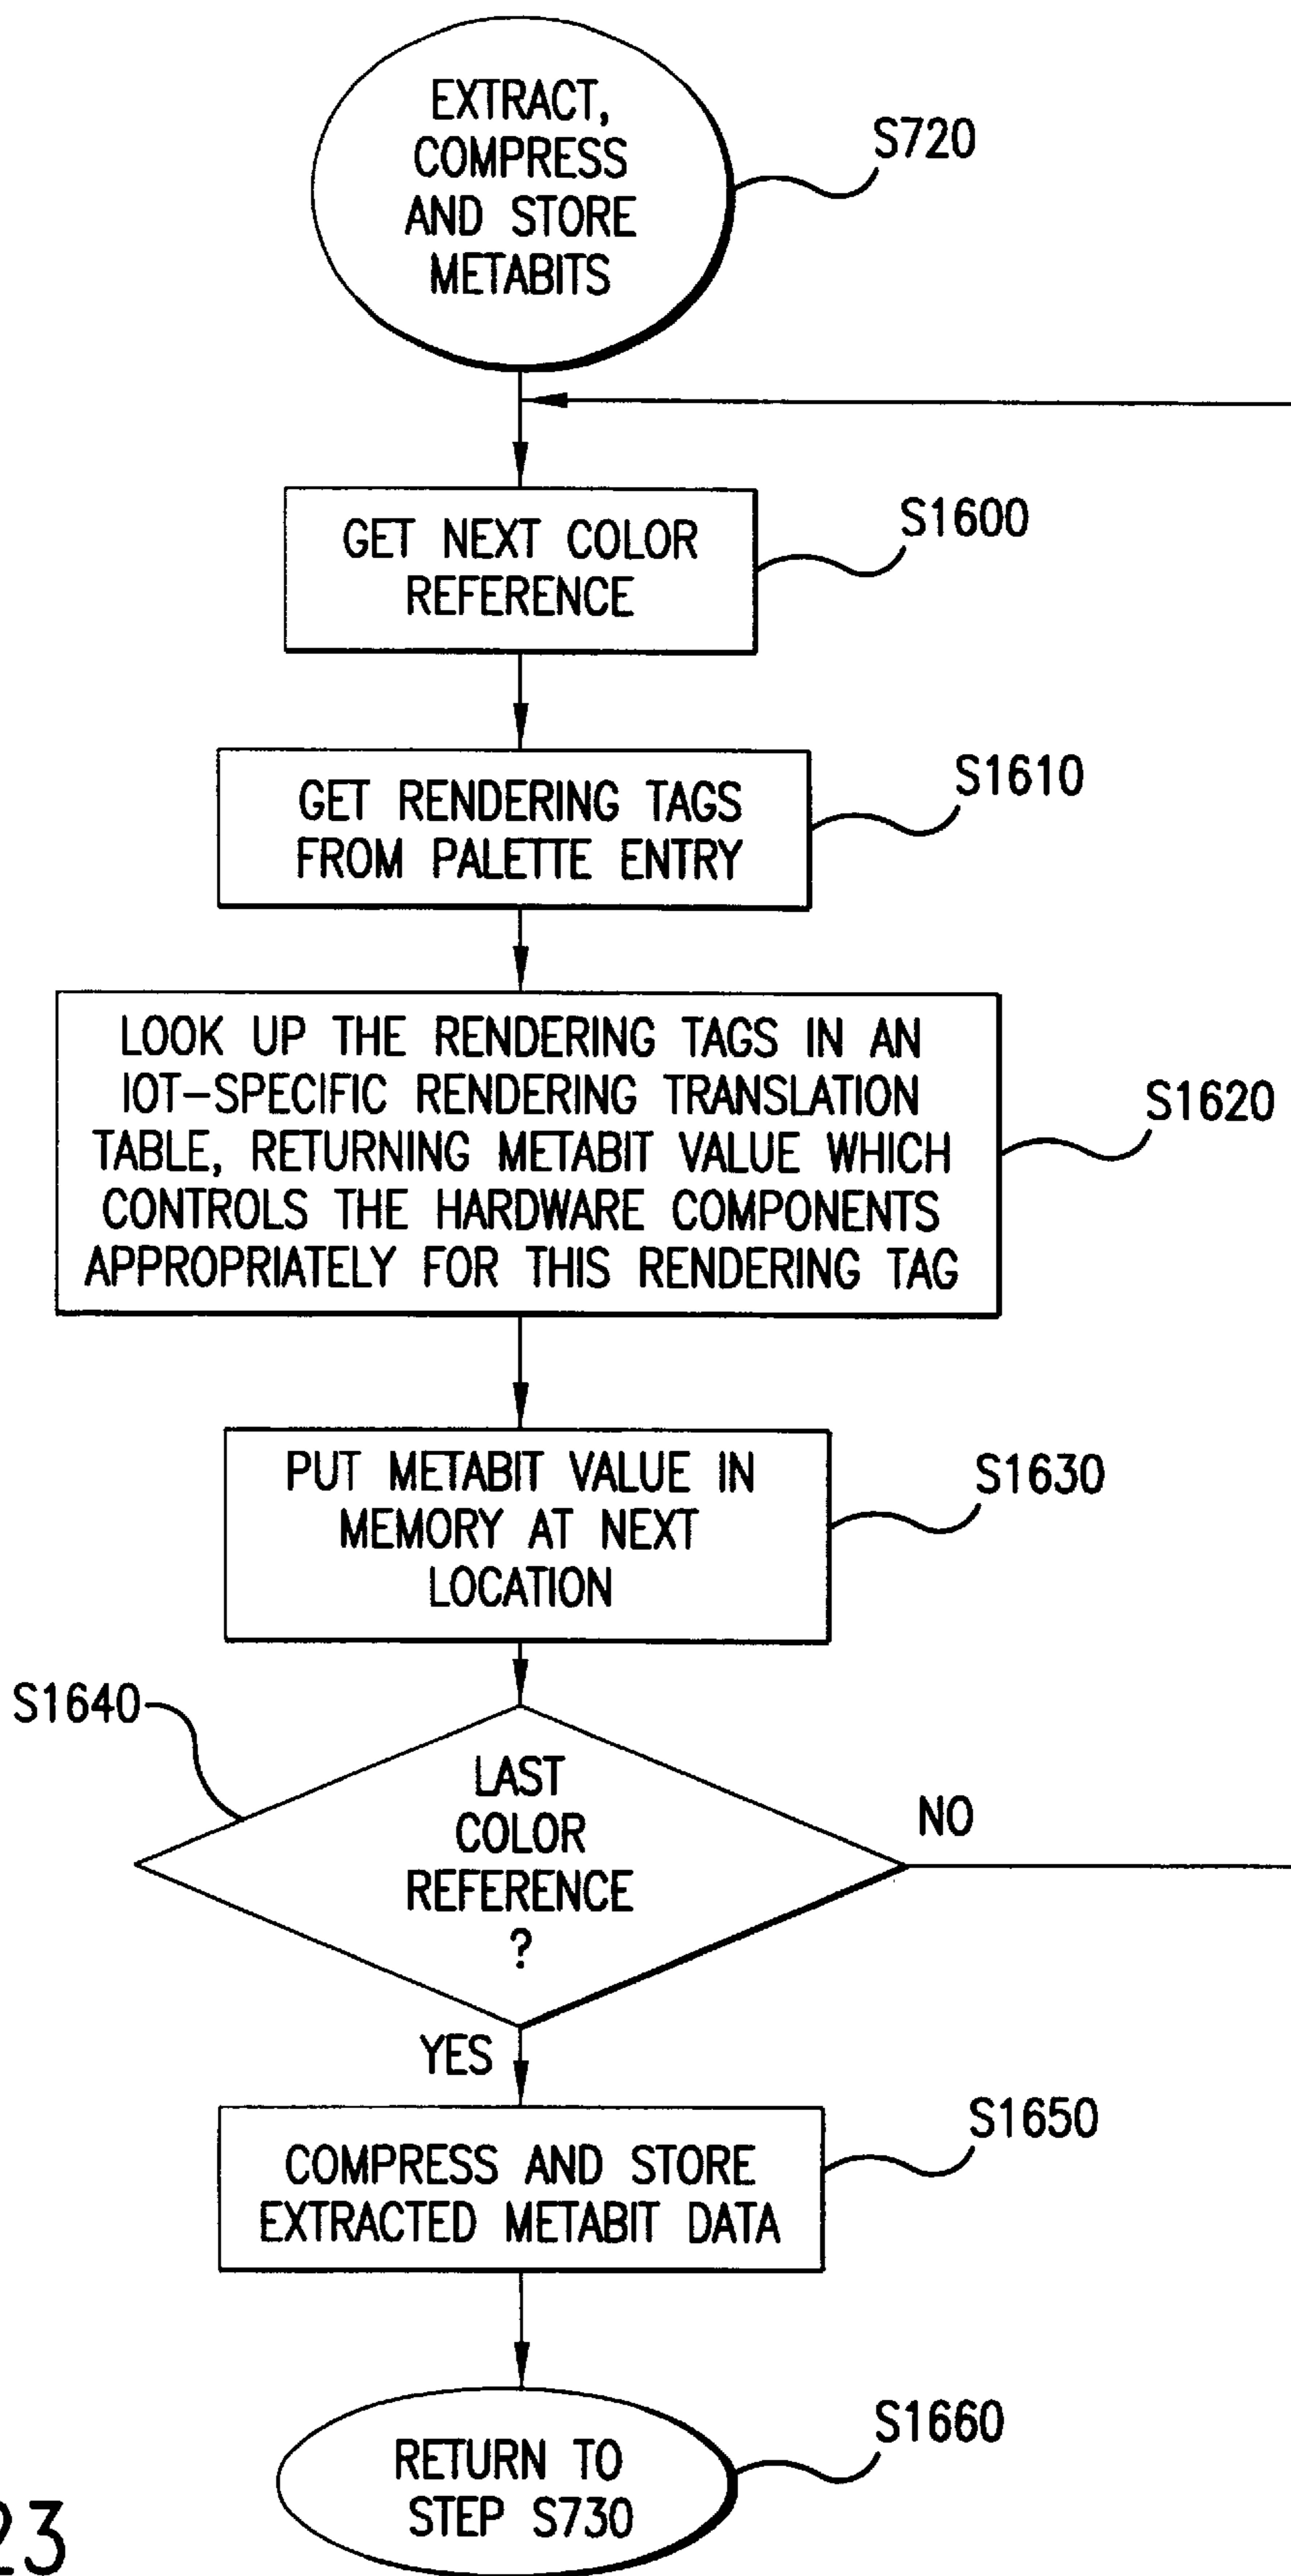 EXTRACT,
COMPRESS
AND STORE
METABITS
S720
GET NEXT COLOR
REFERENCE
S1600
GET RENDERING TAGS
FROM PALETTE ENTRY
S1610
LOOK UP THE RENDERING TAGS IN AN
IOT-SPECIFIC RENDERING TRANSLATION
TABLE, RETURNING METABIT VALUE WHICH
CONTROLS THE HARDWARE COMPONENTS
APPROPRIATELY FOR THIS RENDERING TAG
S1620
PUT METABIT VALUE IN
MEMORY AT NEXT
LOCATION
S1630
S1640
LAST
COLOR
REFERENCE
?
NO
YES
COMPRESS AND STORE
EXTRACTED METABIT DATA
S1650
RETURN TO
STEP S730
S1660
23